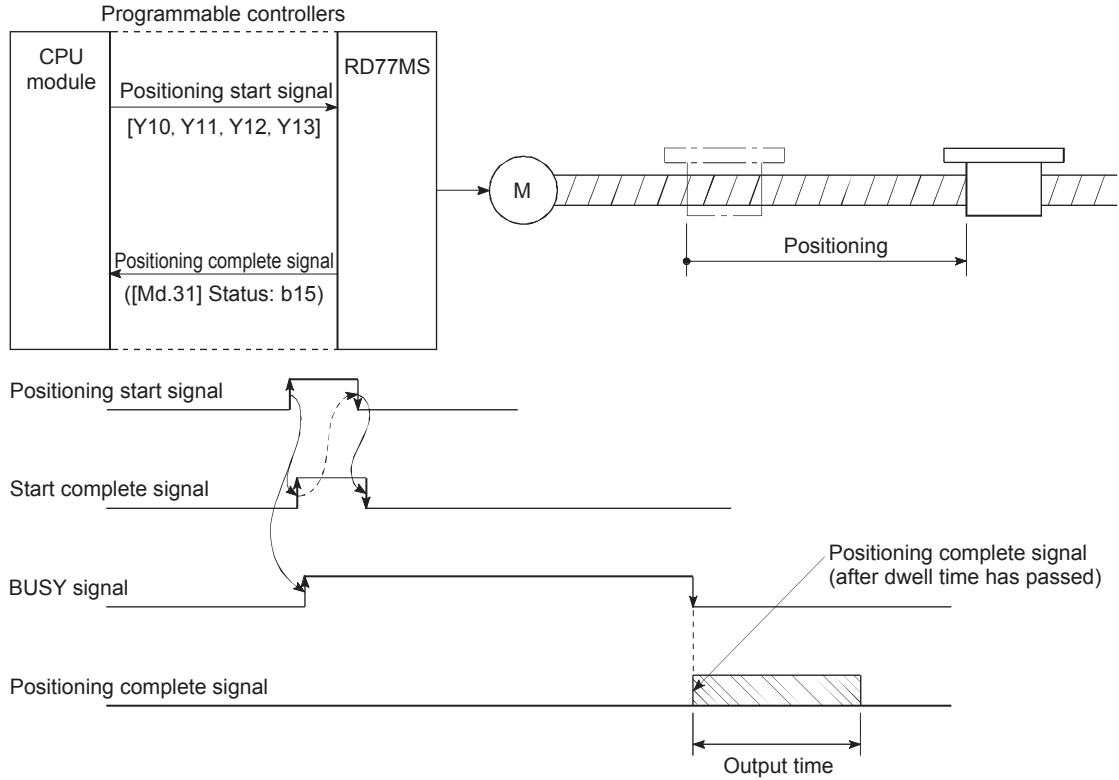 Programmable controllers
CPU
module
RD77MS
Positioning start signal
[Y10, Y11, Y12, Y13]
M
Positioning
Positioning complete signal
([Md.31] Status: b15)
Positioning start signal
Start complete signal
BUSY signal
Positioning complete signal
(after dwell time has passed)
Positioning complete signal
Output time